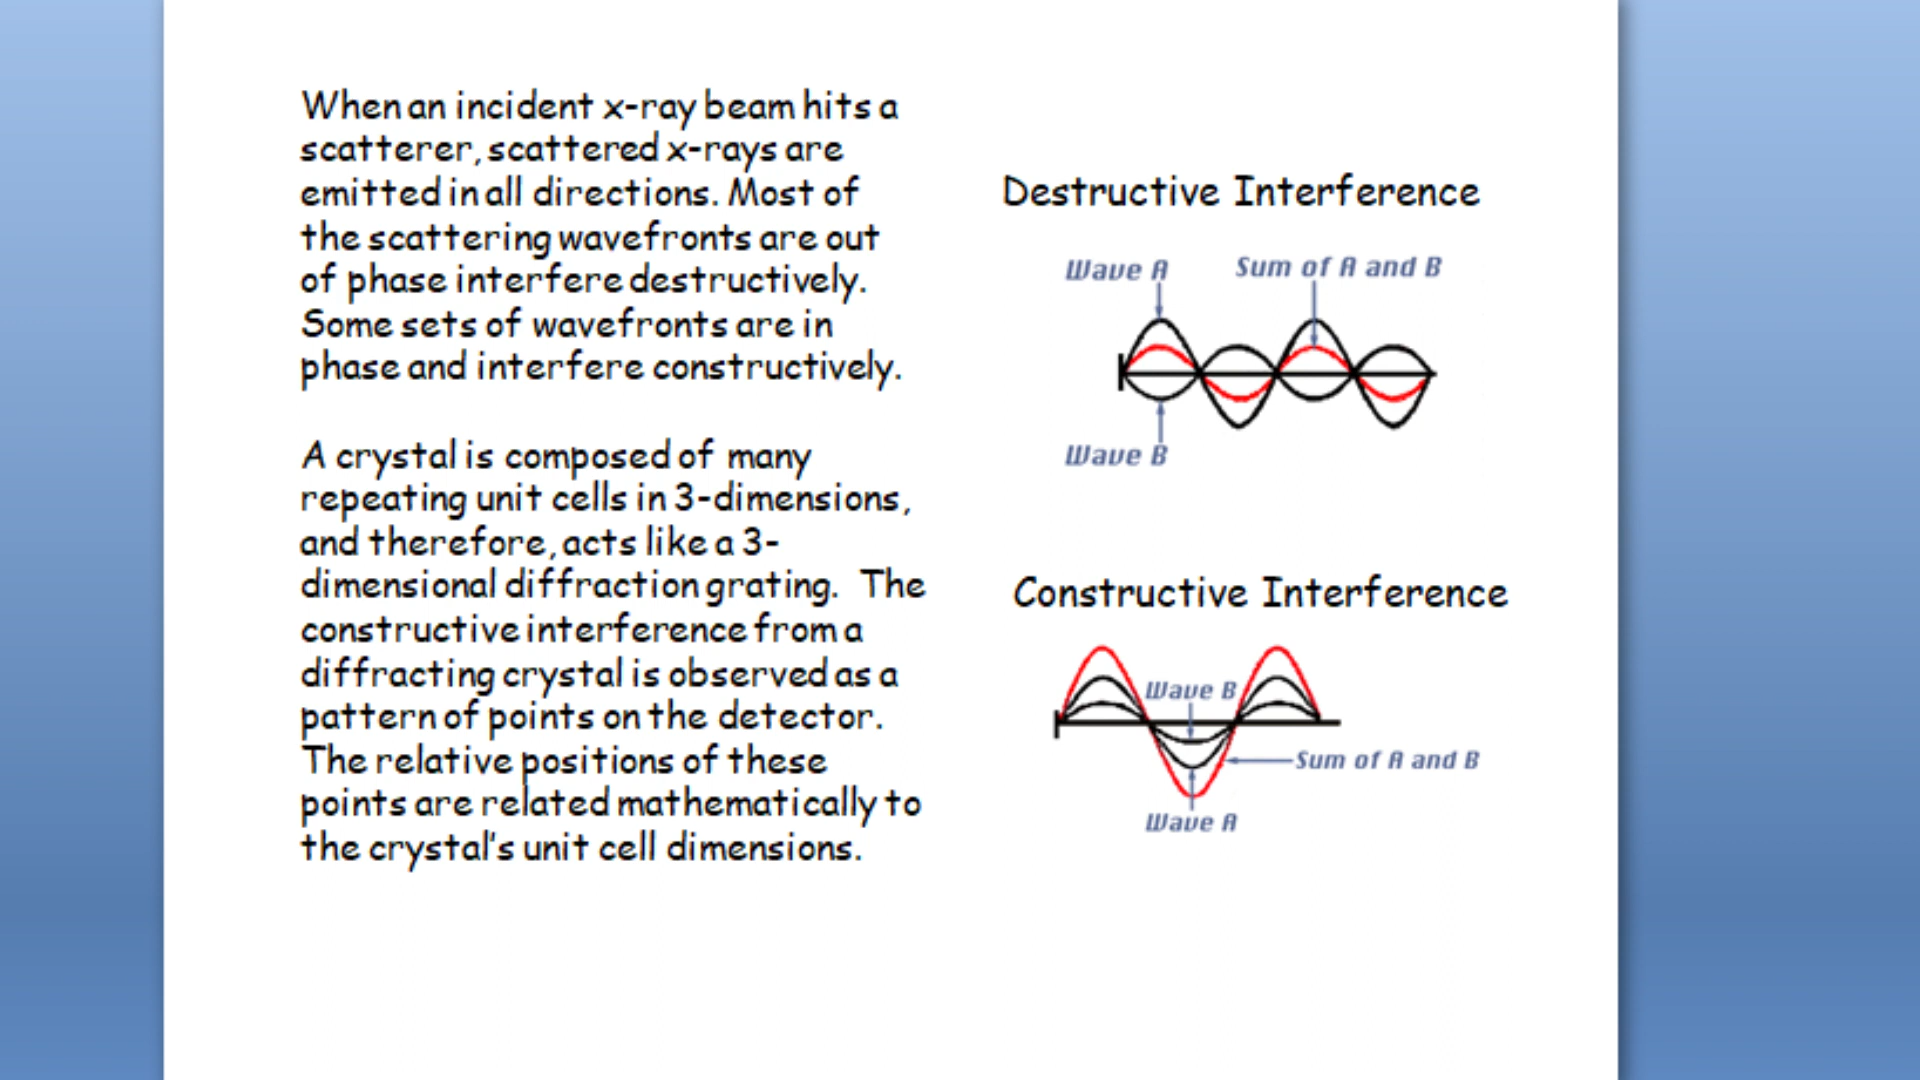 When an incident x-ray beam hits a
scatterer, scattered x-rays are
emitted in all directions. Most of
the scattering wavefronts are out
of phase interfere destructively.
Some sets of wavefronts are in
phase and interfere constructively.
A crystal is composed of many
repeating unit cells in 3-dimensions,
and therefore, acts like a 3-
dimensional diffraction grating. The
constructive interference from a
diffracting crystal is observed as a
pattern of points on the detector.
The relative positions of these
points are related mathematically to
the crystal's unit cell dimensions.
Destructive Interference
Wave A
Sum of A and B
Wave B
Constructive Interference
Wave B
Sum of A and B
Wave A